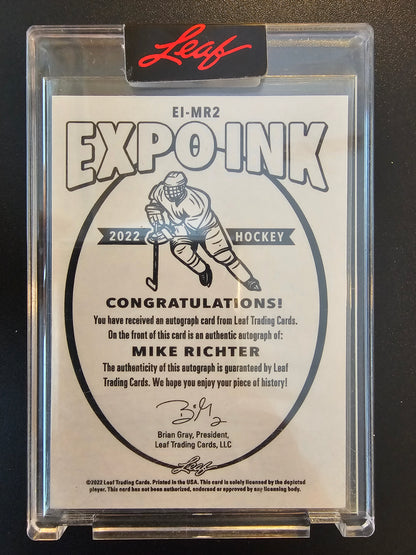 Leaf
EI-MR2
EXPO-INK
2022 HOCKEY
CONGRATULATIONS!
You have received an autograph card from Leaf Trading Cards.
On the front of this card is an authentic autograph of:
MIKE RICHTER
The authenticity of this autograph is guaranteed by Leaf
Trading Cards. We hope you enjoy your piece of history!
Brian Gray, President,
Leaf Trading Cards, LLC
Leaf
©2022 Leaf Trading Cards. Printed in the USA. This card is solely licensed by the depicted
player. This card has not been authorized, endorsed or approved by any licensing body.